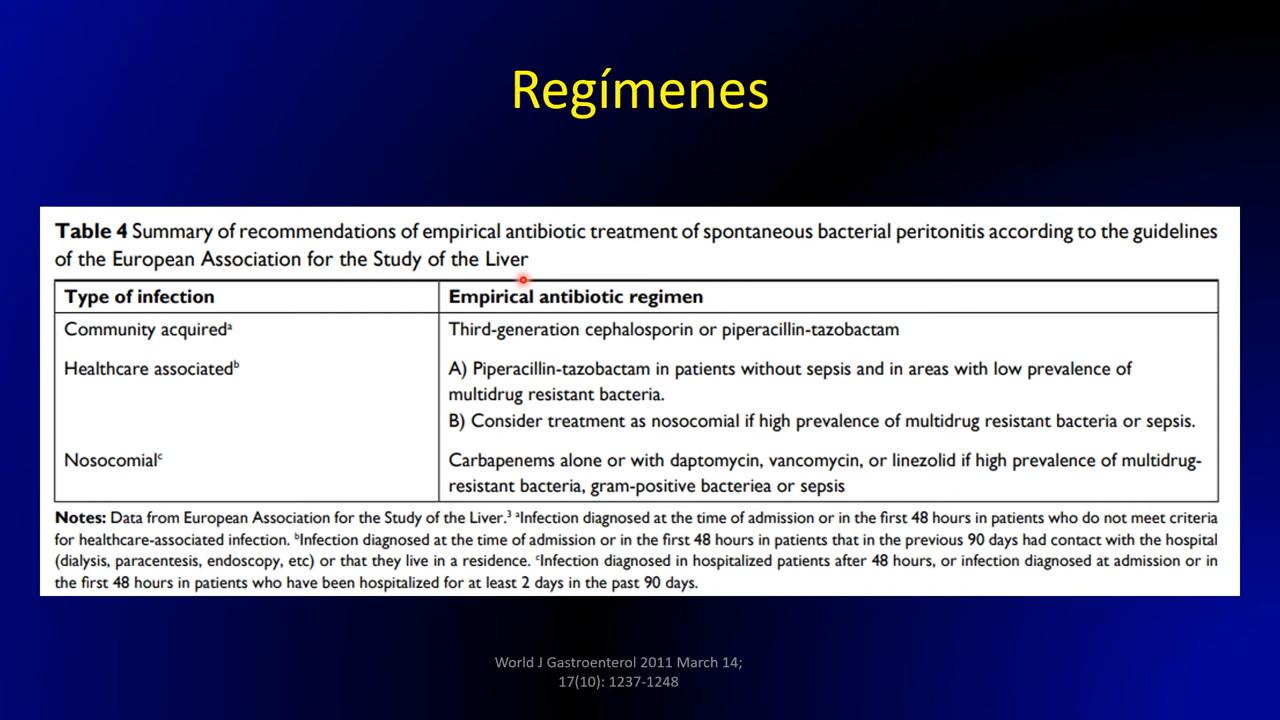 Regímenes
Table 4 Summary of recommendations of empirical antibiotic treatment of spontaneous bacterial peritonitis according to the guidelines
of the European Association for the Study of the Liver
Type of infection Empirical antibiotic regimen
Community acquiredᵃ Third-generation cephalosporin or piperacillin-tazobactam
Healthcare associatedᵇ A) Piperacillin-tazobactam in patients without sepsis and in areas with low prevalence of
multidrug resistant bacteria.
B) Consider treatment as nosocomial if high prevalence of multidrug resistant bacteria or sepsis.
Nosocomialᶜ Carbapenems alone or with daptomycin, vancomycin, or linezolid if high prevalence of multidrug-
resistant bacteria, gram-positive bacteriea or sepsis
Notes: Data from European Association for the Study of the Liver.³ ᵃInfection diagnosed at the time of admission or in the first 48 hours in patients who do not meet criteria
for healthcare-associated infection. ᵇInfection diagnosed at the time of admission or in the first 48 hours in patients that in the previous 90 days had contact with the hospital
(dialysis, paracentesis, endoscopy, etc) or that they live in a residence. ᶜInfection diagnosed in hospitalized patients after 48 hours, or infection diagnosed at admission or in
the first 48 hours in patients who have been hospitalized for at least 2 days in the past 90 days.
World J Gastroenterol 2011 March 14;
17(10): 1237-1248